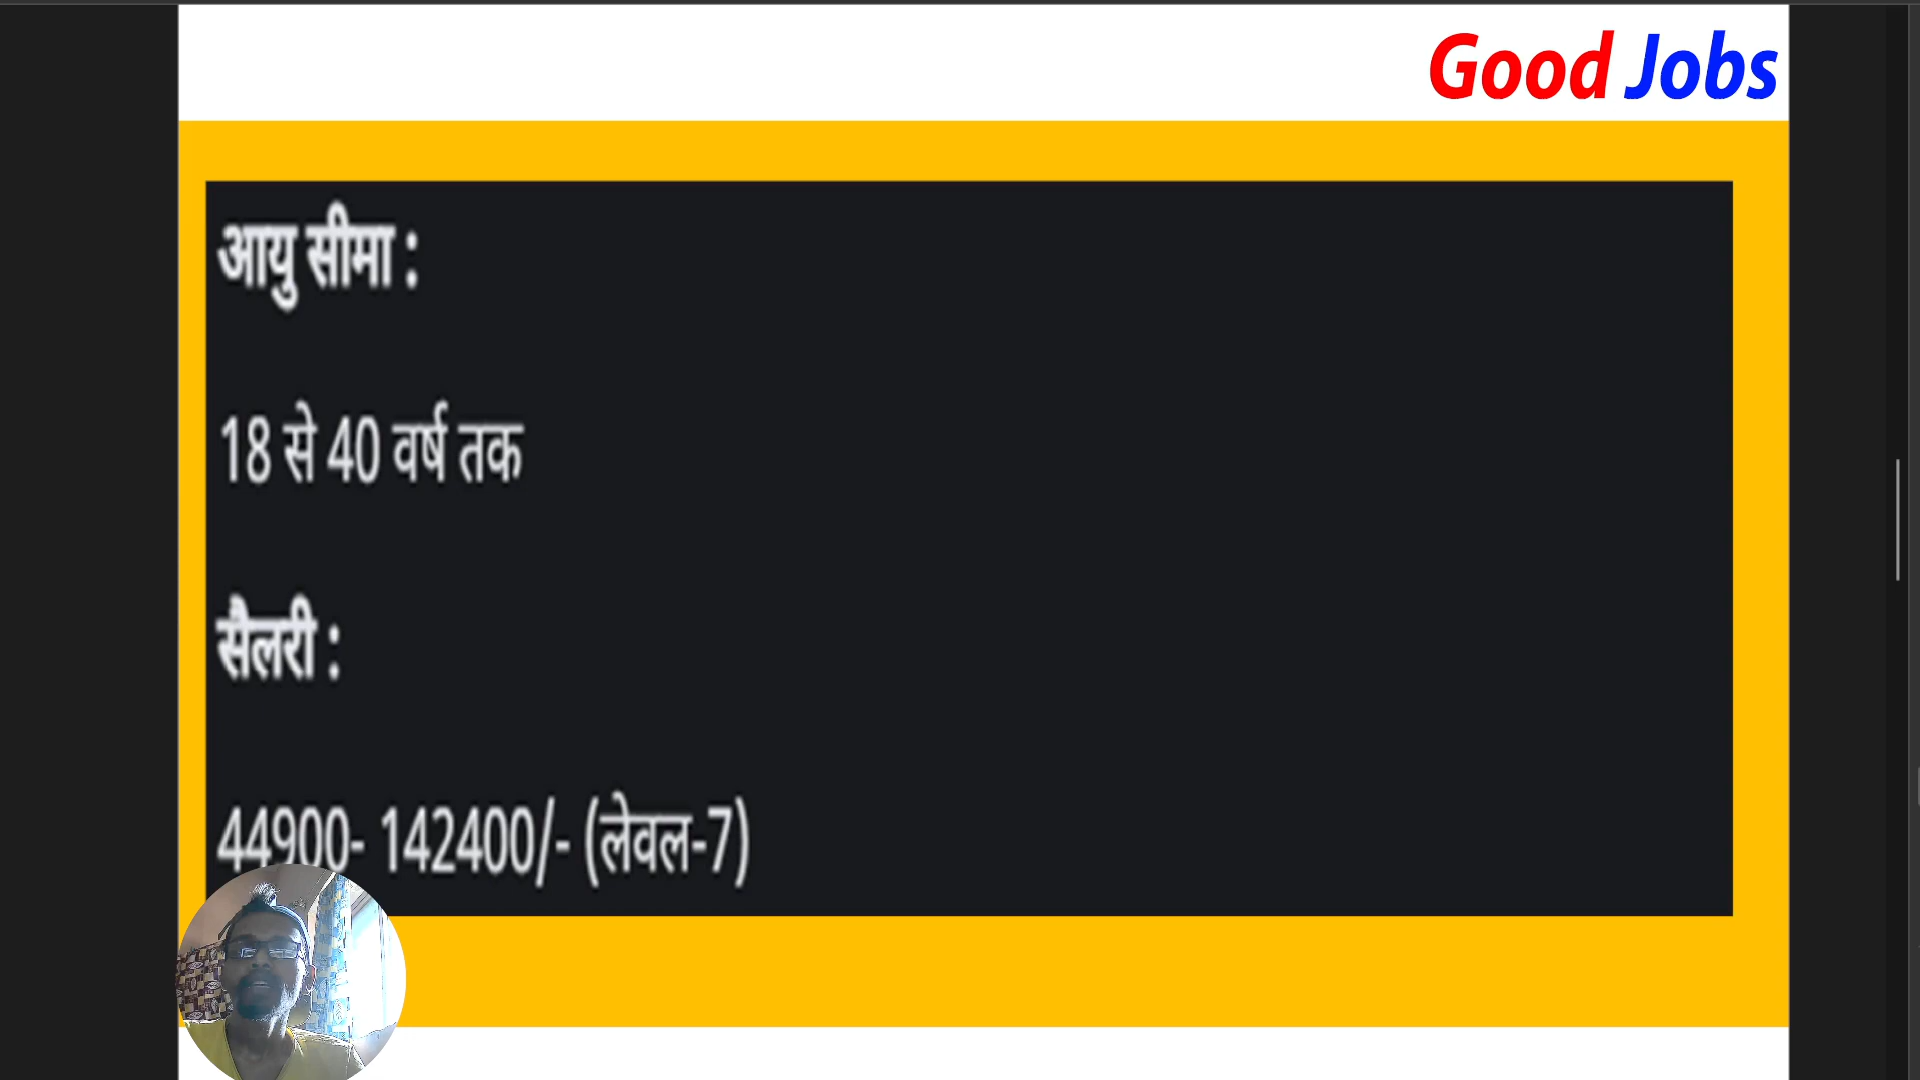 Good Jobs
आयु सीमा :
18 से 40 वर्ष तक
सैलरी :
44900- 142400/- (लेवल-7)